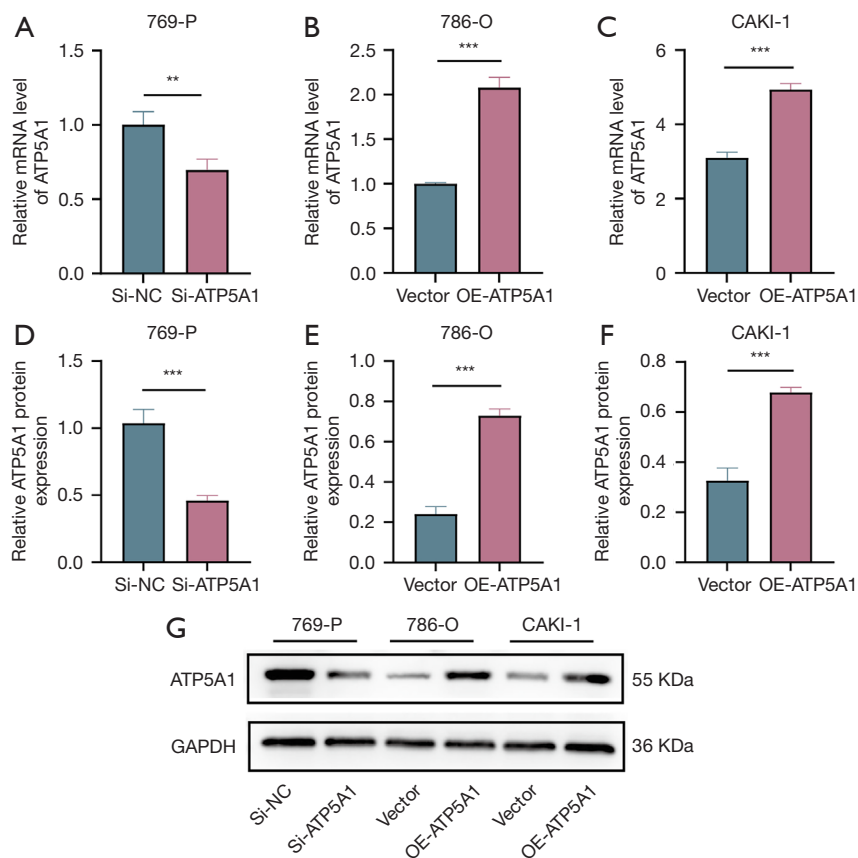 A
769-P
Relative mRNA level
of ATP5A1
1.5
1.0
0.5
0.0
**
Si-NC Si-ATP5A1
B
786-O
Relative mRNA level
of ATP5A1
2.5
2.0
1.5
1.0
0.5
0.0
***
Vector OE-ATP5A1
C
CAKI-1
Relative mRNA level
of ATP5A1
6
4
2
0
***
Vector OE-ATP5A1
D
769-P
Relative ATP5A1 protein
expression
1.5
1.0
0.5
0.0
***
Si-NC Si-ATP5A1
E
786-O
Relative ATP5A1 protein
expression
1.0
0.8
0.6
0.4
0.2
0.0
***
Vector OE-ATP5A1
F
CAKI-1
Relative ATP5A1 protein
expression
0.8
0.6
0.4
0.2
0.0
***
Vector OE-ATP5A1
G
769-P 786-O CAKI-1
ATP5A1 55 KDa
GAPDH 36 KDa
Si-NC
Si-ATP5A1
Vector
OE-ATP5A1
Vector
OE-ATP5A1